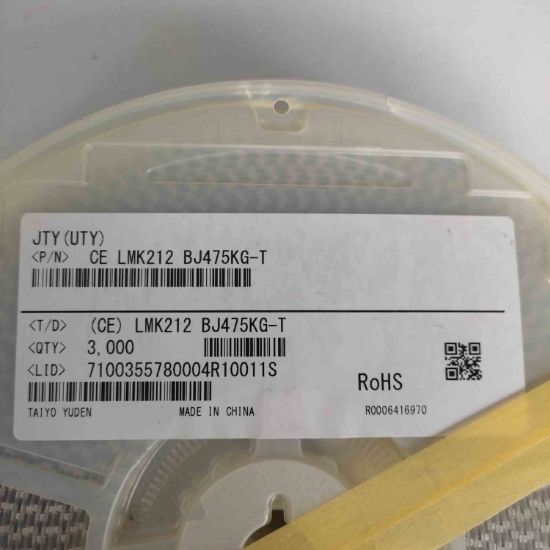 JTY(UTY)
<P/N> CE LMK212 BJ475KG-T
<T/D> (CE) LMK212 BJ475KG-T
<QTY> 3,000
<LID> 7100355780004R10011S
RoHS
TAIYO YUDEN MADE IN CHINA R0006416970